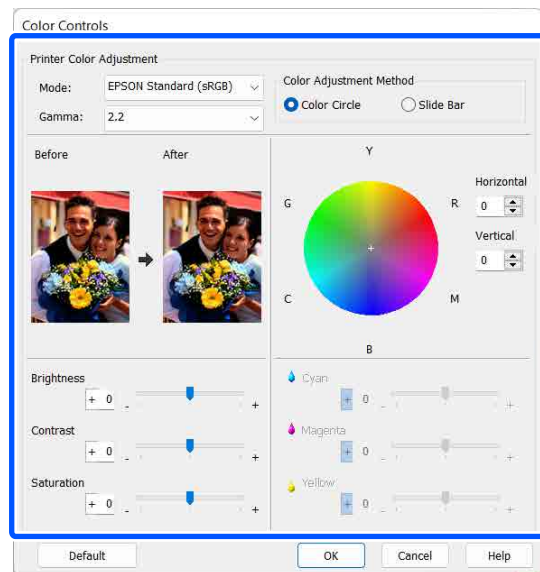 Color Controls
Printer Color Adjustment
Mode: EPSON Standard (sRGB)
Gamma: 2.2
Color Adjustment Method
Color Circle Slide Bar
Before After
Y
G R
C M
B
Horizontal
0
Vertical
0
Brightness
+ 0 - +
Contrast
+ 0 - +
Saturation
+ 0 - +
Cyan
+ 0 - +
Magenta
+ 0 - +
Yellow
+ 0 - +
Default OK Cancel Help